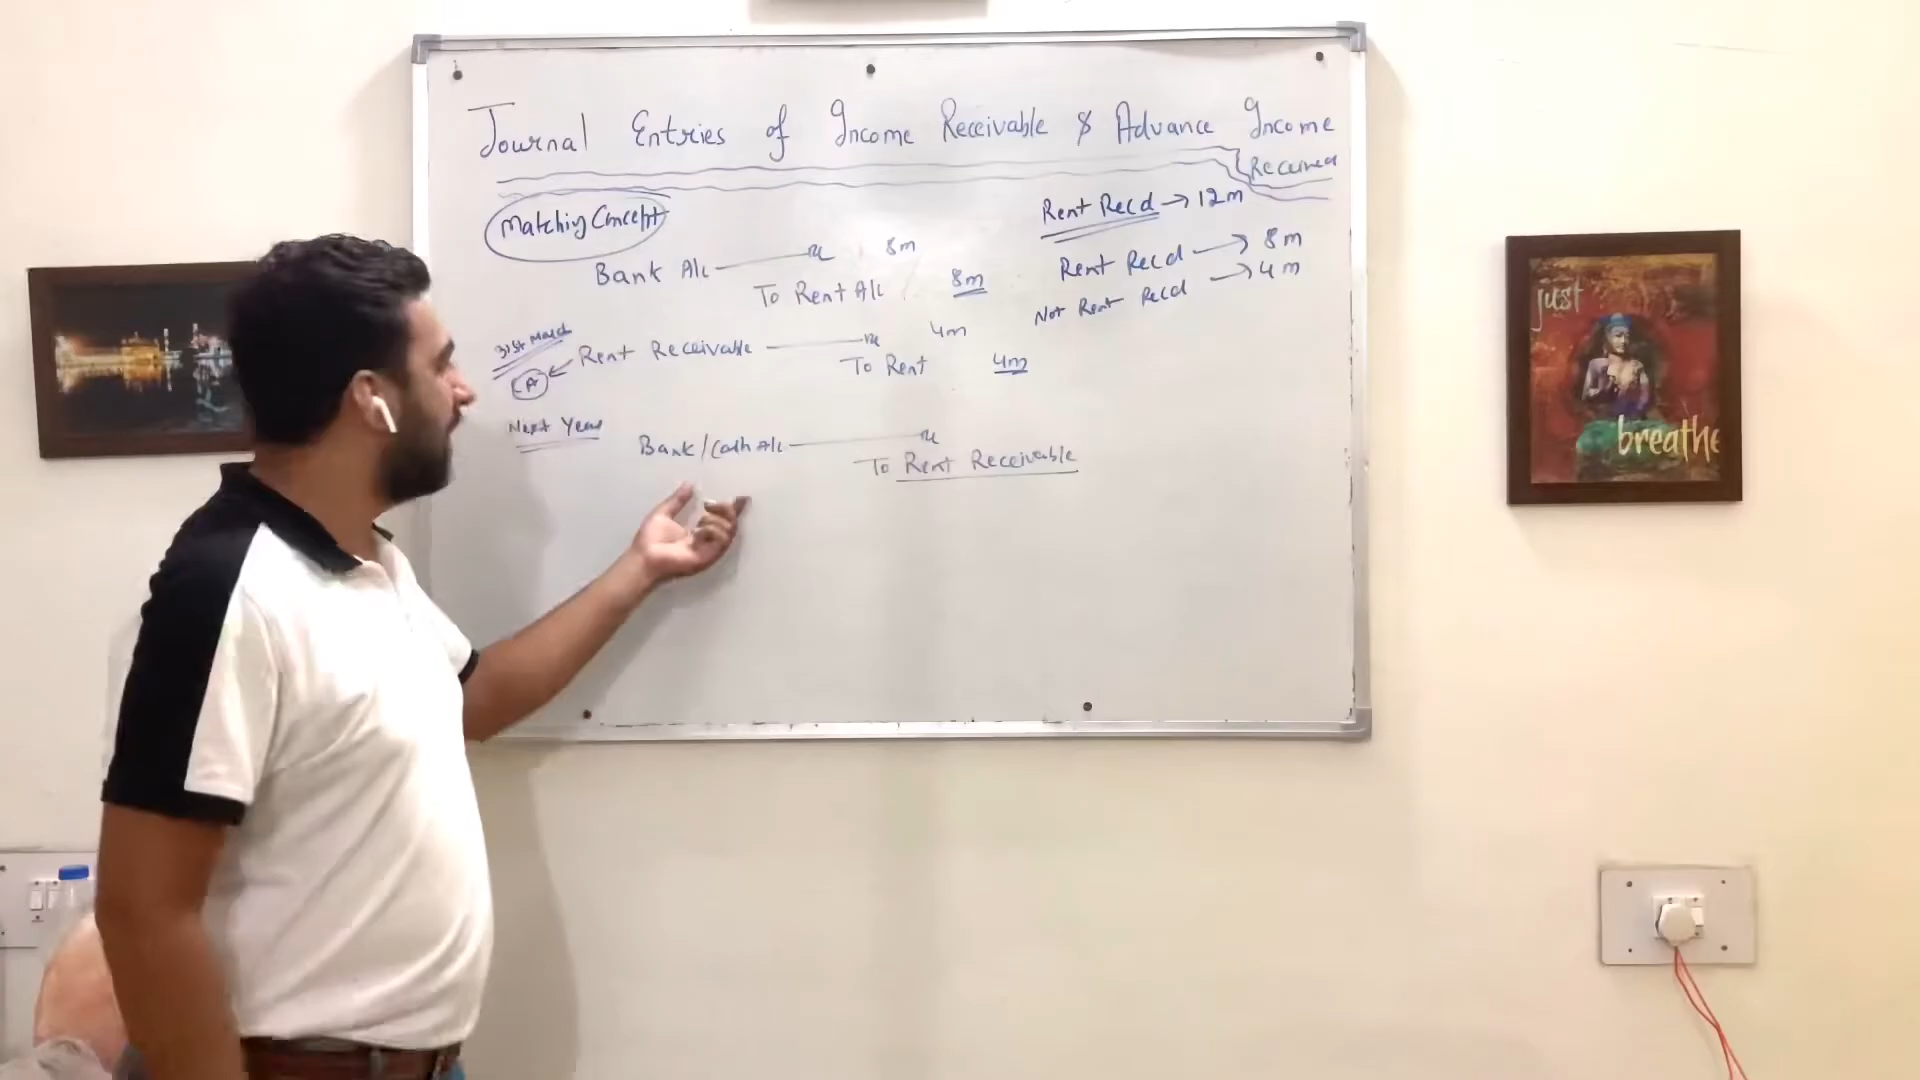 Journal Entries of Income Receivable & Advance Income
Received
Matching Concept
Rent Recd → 12m
Bank A/c — Dr 8m
To Rent A/c 8m
Rent Recd → 8m
Not Rent Recd → 4m
31st March
Rent Receivable — Dr 4m
To Rent 4m
CA
Next Year
Bank/Cash A/c — Dr
To Rent Receivable
just
breathe